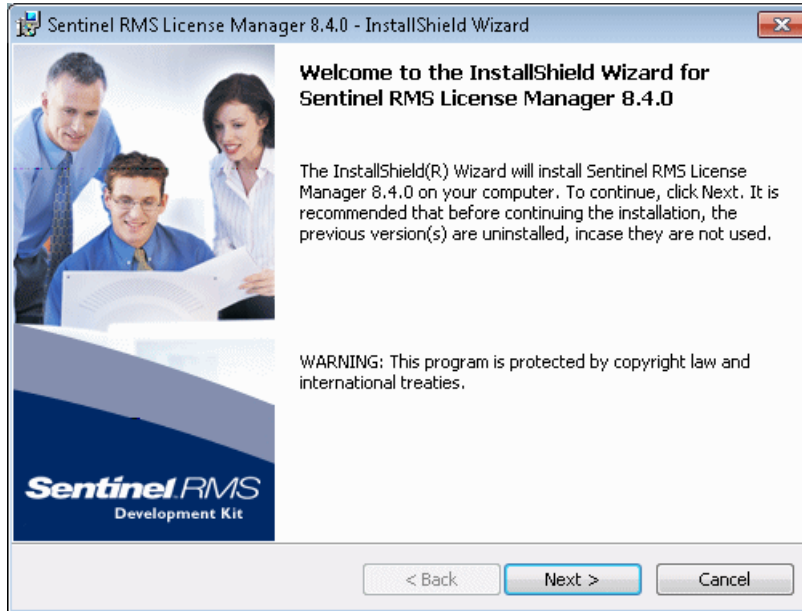 Sentinel RMS License Manager 8.4.0 - InstallShield Wizard
Welcome to the InstallShield Wizard for
Sentinel RMS License Manager 8.4.0
The InstallShield(R) Wizard will install Sentinel RMS License
Manager 8.4.0 on your computer. To continue, click Next. It is
recommended that before continuing the installation, the
previous version(s) are uninstalled, incase they are not used.
WARNING: This program is protected by copyright law and
international treaties.
Sentinel RMS
Development Kit
< Back
Next >
Cancel